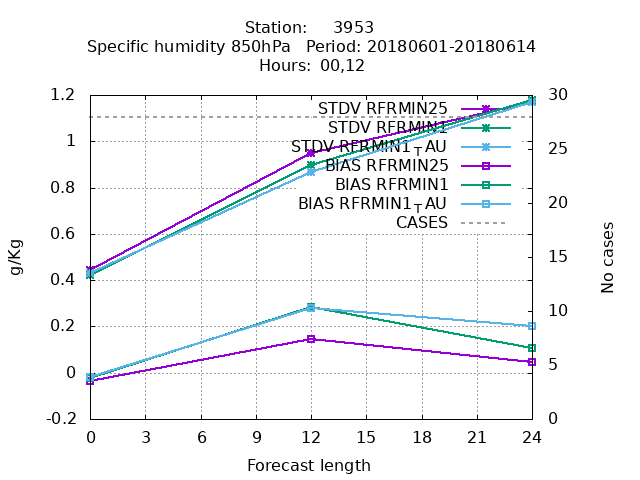 Station:     3953
Specific humidity 850hPa   Period: 20180601-20180614
Hours:  00,12
g/Kg
1.2
1
0.8
0.6
0.4
0.2
0
-0.2
STDV RFRMIN25
STDV RFRMIN1
STDV RFRMIN1_TAU
BIAS RFRMIN25
BIAS RFRMIN1
BIAS RFRMIN1_TAU
CASES
30
25
20
15
10
5
0
No cases
0 3 6 9 12 15 18 21 24
Forecast length